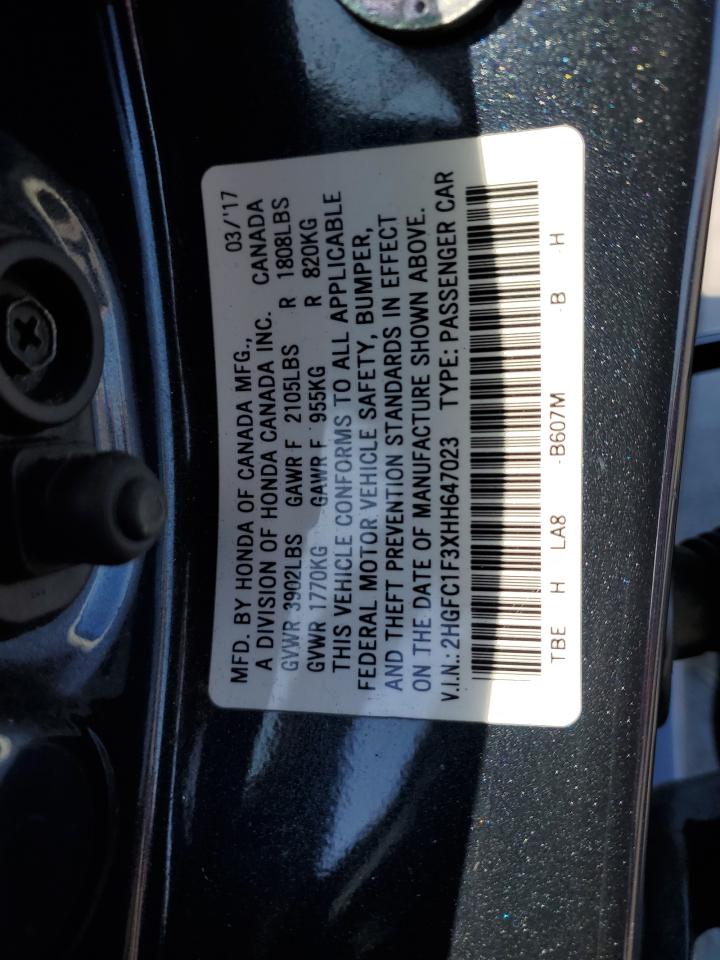 MFD. BY HONDA OF CANADA MFG., 03/'17
A DIVISION OF HONDA CANADA INC. CANADA
GVWR 3902LBS GAWR F 2105LBS R 1808LBS
GVWR 1770KG GAWR F 955KG R 820KG
THIS VEHICLE CONFORMS TO ALL APPLICABLE
FEDERAL MOTOR VEHICLE SAFETY, BUMPER,
AND THEFT PREVENTION STANDARDS IN EFFECT
ON THE DATE OF MANUFACTURE SHOWN ABOVE.
V.I.N.: 2HGFC1F3XHH647023 TYPE: PASSENGER CAR
TBE H LA8 -B607M -B -H